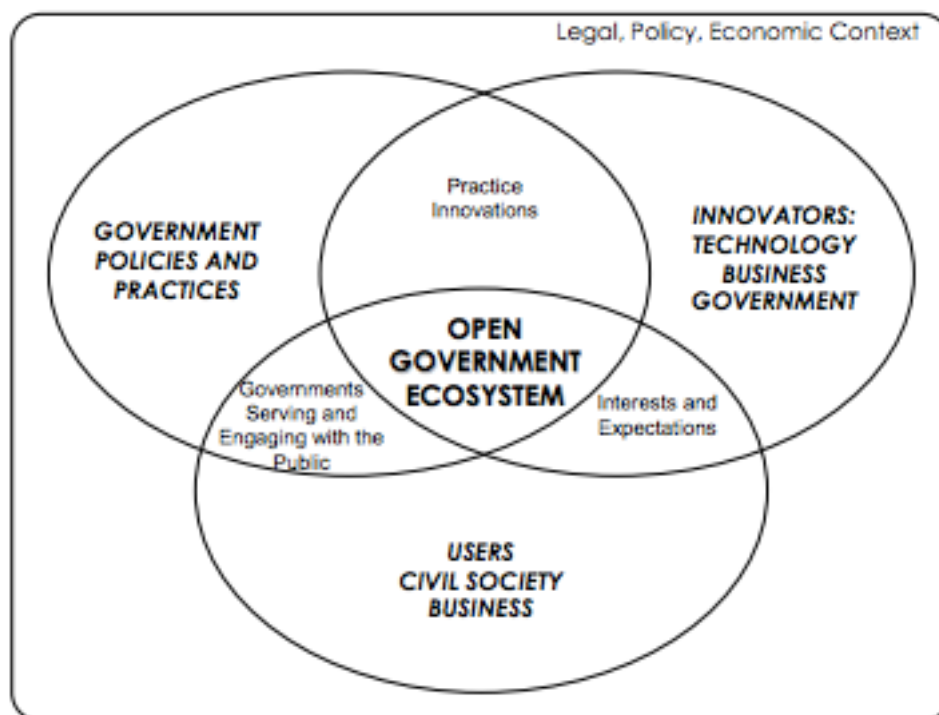 Legal, Policy, Economic Context
Practice
Innovations
GOVERNMENT
POLICIES AND
PRACTICES
INNOVATORS:
TECHNOLOGY
BUSINESS
GOVERNMENT
OPEN
GOVERNMENT
ECOSYSTEM
Governments
Serving and
Engaging with the
Public
Interests and
Expectations
USERS
CIVIL SOCIETY
BUSINESS